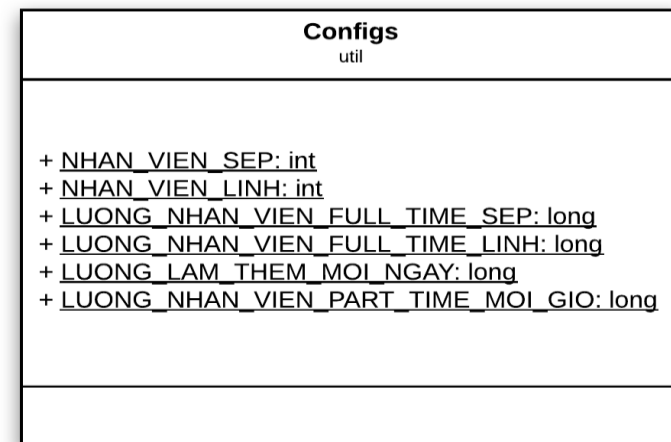 Configs
util
+ NHAN_VIEN_SEP: int
+ NHAN_VIEN_LINH: int
+ LUONG_NHAN_VIEN_FULL_TIME_SEP: long
+ LUONG_NHAN_VIEN_FULL_TIME_LINH: long
+ LUONG_LAM_THEM_MOI_NGAY: long
+ LUONG_NHAN_VIEN_PART_TIME_MOI_GIO: long